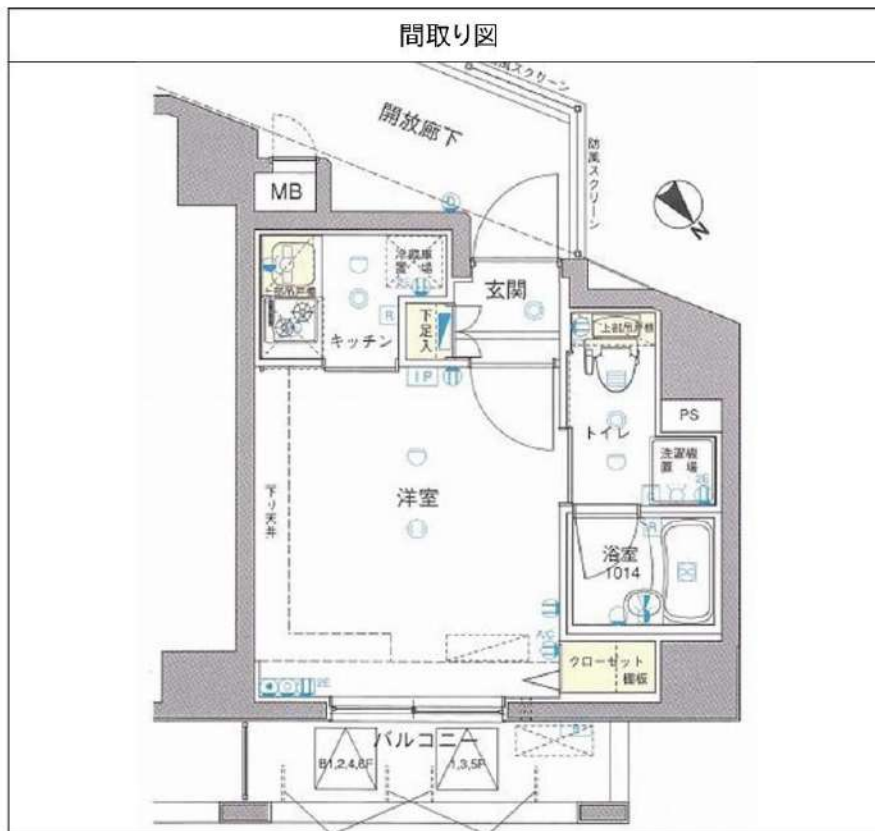 間取り図
風スクリーン
開放廊下
防風スクリーン
MB
N
冷蔵庫
置場
玄関
上部吊戸棚
下足入
上部吊戸棚
R
キッチン
IP
PS
トイレ
洗濯機
置場
2E
洋室
下り天井
R
浴室
1014
A/C
クローゼット
棚板
2E
バルコニー
B1,2,4,6F
1,3,5F